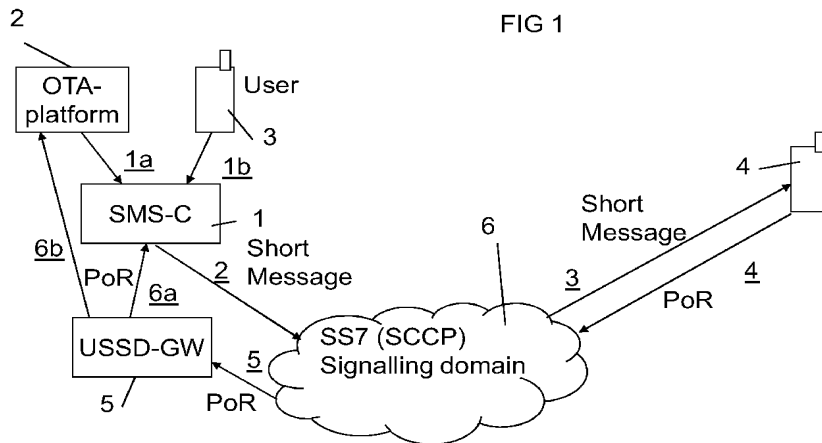 FIG 1
2
OTA-
platform
User
3
1a
1b
4
SMS-C
1
Short
Message
6b
PoR
6a
2
Short
Message
6
3
4
PoR
SS7 (SCCP)
Signalling domain
USSD-GW
5
5
PoR